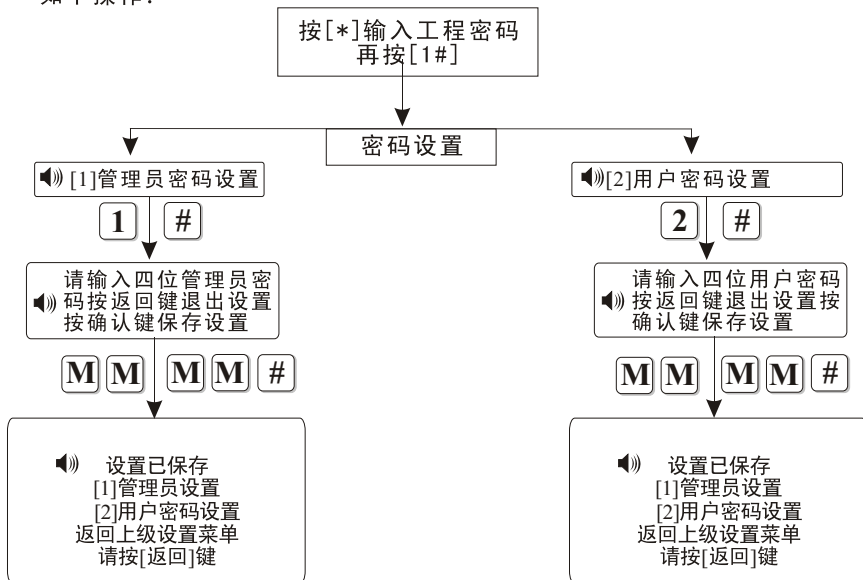 如下操作:
按[*]输入工程密码
再按[1#]
密码设置
[1]管理员密码设置
1 #
请输入四位管理员密
码按返回键退出设置
按确认键保存设置
M M M M #
设置已保存
[1]管理员设置
[2]用户密码设置
返回上级设置菜单
请按[返回]键
[2]用户密码设置
2 #
请输入四位用户密码
按返回键退出设置按
确认键保存设置
M M M M #
设置已保存
[1]管理员设置
[2]用户密码设置
返回上级设置菜单
请按[返回]键